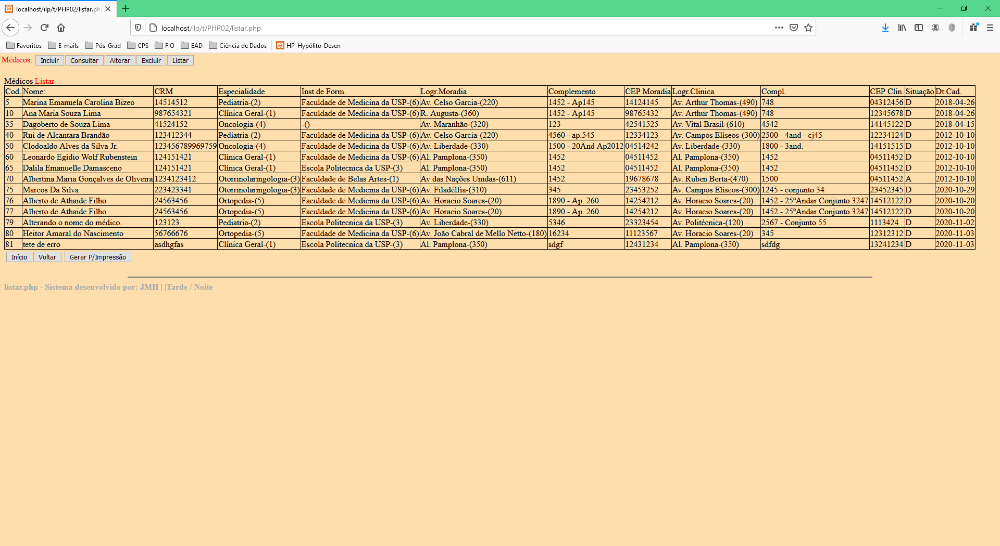 localhost/ilp/t/PHP02/listar.ph
localhost/ilp/t/PHP02/listar.php
Favoritos E-mails Pós-Grad CPS FIO EAD Ciência de Dados HP-Hypólito-Desen
Médicos: Incluir Consultar Alterar Excluir Listar
Médicos Listar
Cod. Nome: CRM Especialidade Inst.de Form. Logr.Moradia Complemento CEP Moradia Logr.Clinica Compl. CEP Clin. Situação Dt.Cad.
5 Marina Emanuela Carolina Bizeo 14514512 Pediatria-(2) Faculdade de Medicina da USP-(6) Av. Celso Garcia-(220) 1452 - Ap145 14124145 Av. Arthur Thomas-(490) 748 04312456 D 2018-04-26
10 Ana Maria Souza Lima 987654321 Clínica Geral-(1) Faculdade de Medicina da USP-(6) R. Augusta-(360) 1452 - Ap145 98765432 Av. Arthur Thomas-(490) 748 12345678 D 2018-04-26
35 Dagoberto de Souza Lima 41524152 Oncologia-(4) -() Av. Maranhão-(320) 123 42541525 Av. Vital Brasil-(610) 4542 14145122 D 2018-04-15
40 Rui de Alcantara Brandão 123412344 Pediatria-(2) Faculdade de Medicina da USP-(6) Av. Celso Garcia-(220) 4560 - ap.545 12334123 Av. Campos Elíseos-(300) 2500 - 4and - cj45 12234124 D 2012-10-10
50 Clodoaldo Alves da Silva Jr. 123456789969759 Oncologia-(4) Faculdade de Medicina da USP-(6) Av. Liberdade-(330) 1500 - 20And Ap2012 04514242 Av. Liberdade-(330) 1800 - 3and. 14151515 D 2012-10-10
60 Leonardo Egídio Wolf Rubenstein 124151421 Clínica Geral-(1) Faculdade de Medicina da USP-(6) Al. Pamplona-(350) 1452 04511452 Al. Pamplona-(350) 1452 04511452 D 2012-10-10
65 Dalila Emanuelle Damasceno 124151421 Clínica Geral-(1) Escola Politecnica da USP-(3) Al. Pamplona-(350) 1452 04511452 Al. Pamplona-(350) 1452 04511452 D 2012-10-10
70 Albertina Maria Gonçalves de Oliveira 1234123412 Otorrinolaringologia-(3) Faculdade de Belas Artes-(1) Av das Nações Unidas-(611) 1452 19678678 Av. Ruben Berta-(470) 1500 04511452 A 2012-10-10
75 Marcos Da Silva 223423341 Otorrinolaringologia-(3) Faculdade de Medicina da USP-(6) Av. Filadélfia-(310) 345 23453252 Av. Campos Elíseos-(300) 1245 - conjunto 34 23452345 D 2020-10-29
76 Alberto de Athaide Filho 24563456 Ortopedia-(5) Faculdade de Medicina da USP-(6) Av. Horacio Soares-(20) 1890 - Ap. 260 14254212 Av. Horacio Soares-(20) 1452 - 25ºAndar Conjunto 3247 14512122 D 2020-10-20
77 Alberto de Athaide Filho 24563456 Ortopedia-(5) Faculdade de Medicina da USP-(6) Av. Horacio Soares-(20) 1890 - Ap. 260 14254212 Av. Horacio Soares-(20) 1452 - 25ºAndar Conjunto 3247 14512122 D 2020-10-20
79 Alterando o nome do médico. 123123 Pediatria-(2) Escola Politecnica da USP-(3) Av. Liberdade-(330) 5346 23323454 Av. Politécnica-(120) 2567 - Conjunto 55 1113424 D 2020-11-02
80 Heitor Amaral do Nascimento 56766676 Ortopedia-(5) Faculdade de Medicina da USP-(6) Av. João Cabral de Mello Netto-(180) 16234 11123567 Av. Horacio Soares-(20) 345 12312312 D 2020-11-03
81 tete de erro asdhgfas Clínica Geral-(1) Escola Politecnica da USP-(3) Al. Pamplona-(350) sdgf 12431234 Al. Pamplona-(350) sdfdg 13241234 D 2020-11-03
Início Voltar Gerar P/Impressão
listar.php - Sistema desenvolvido por: JMH | |Tarde / Noite